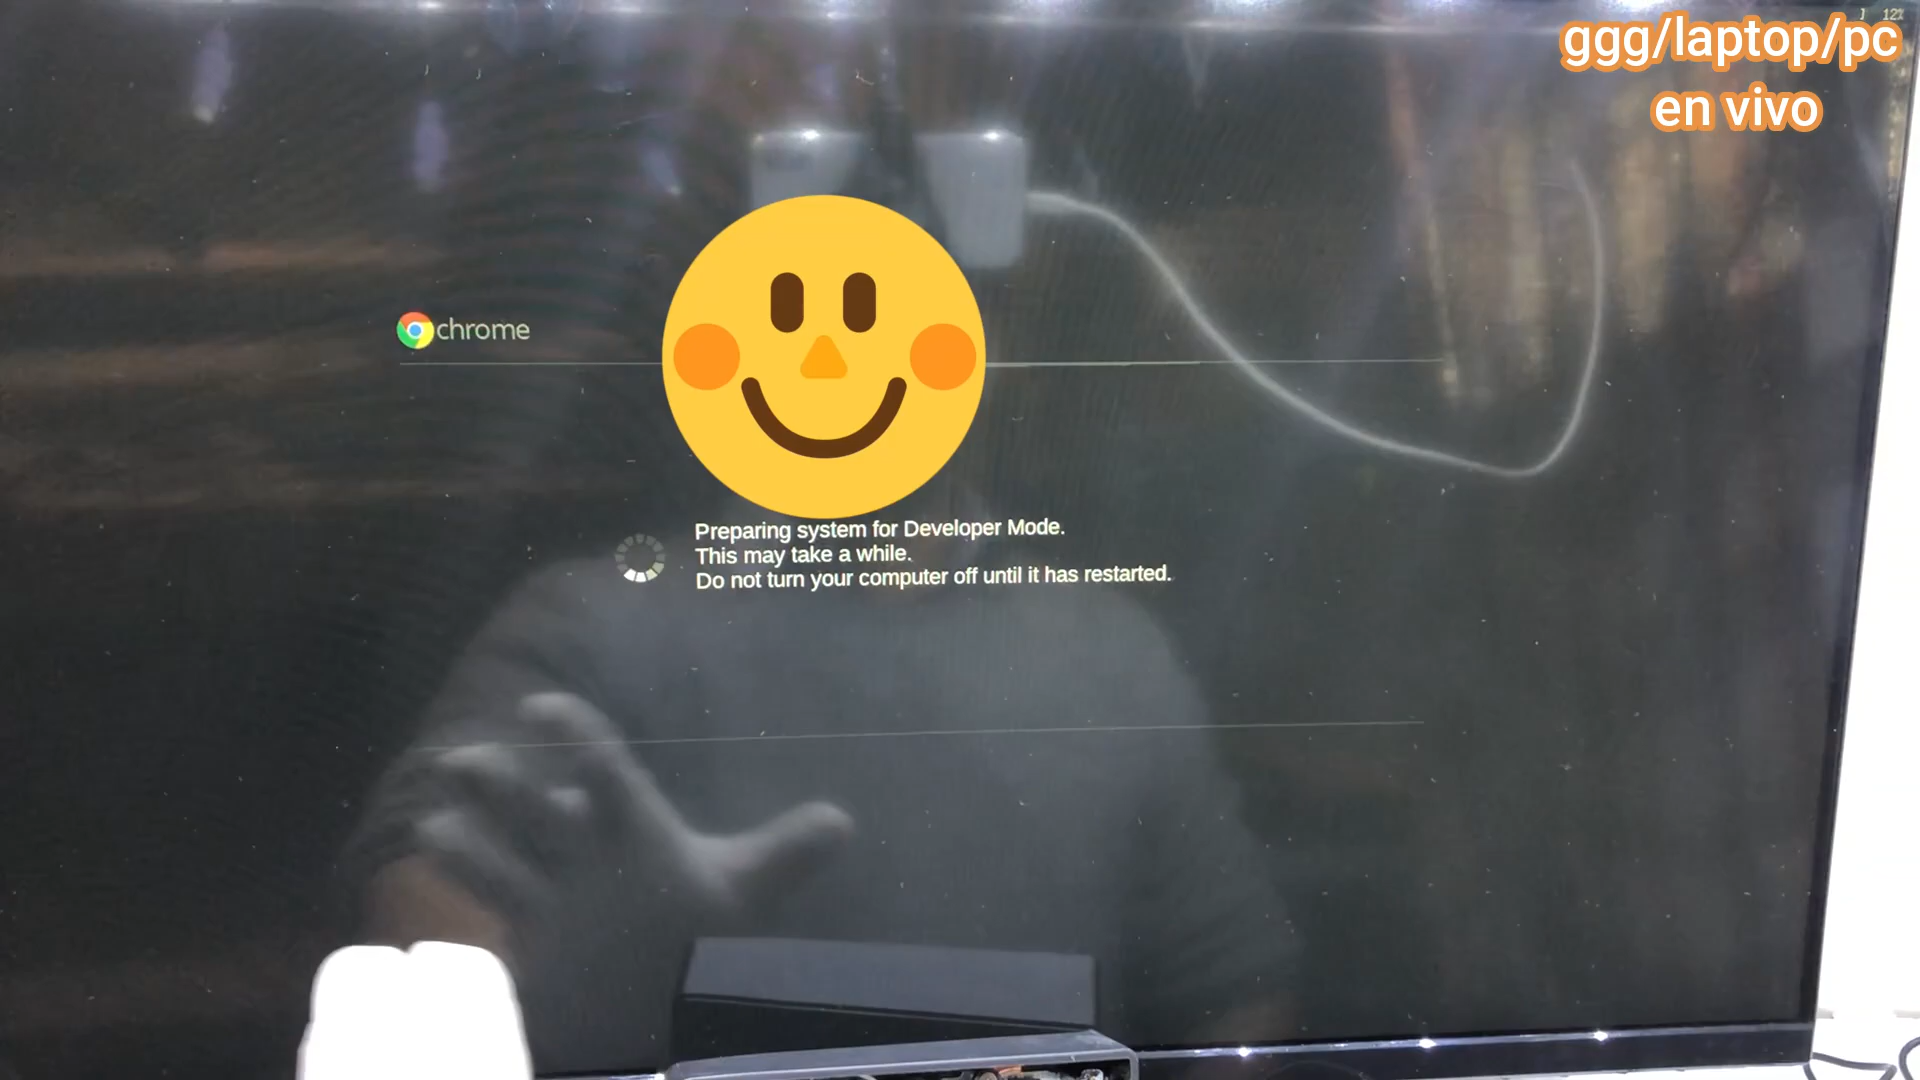 ggg/laptop/pc
en vivo
12%
chrome
Preparing system for Developer Mode.
This may take a while.
Do not turn your computer off until it has restarted.